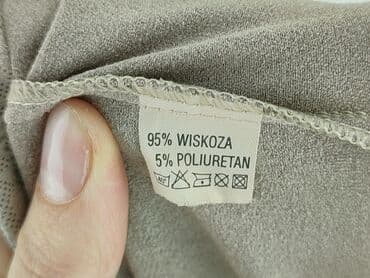 95% WISKOZA
5% POLIURETAN